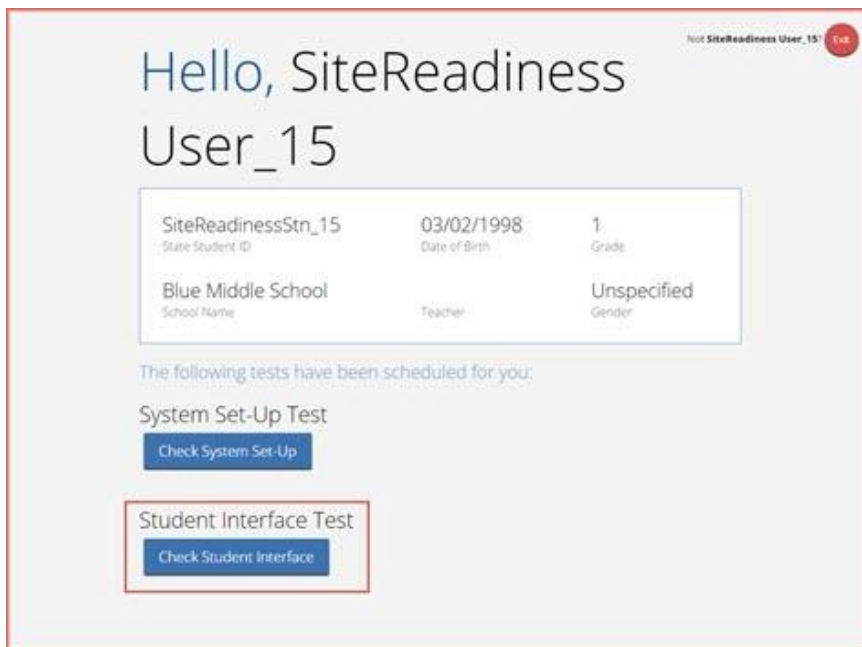 Not SiteReadiness User_15? Exit
Hello, SiteReadiness
User_15
SiteReadinessStn_15 03/02/1998 1
State Student ID Date of Birth Grade
Blue Middle School Unspecified
School Name Teacher Gender
The following tests have been scheduled for you:
System Set-Up Test
Check System Set-Up
Student Interface Test
Check Student Interface